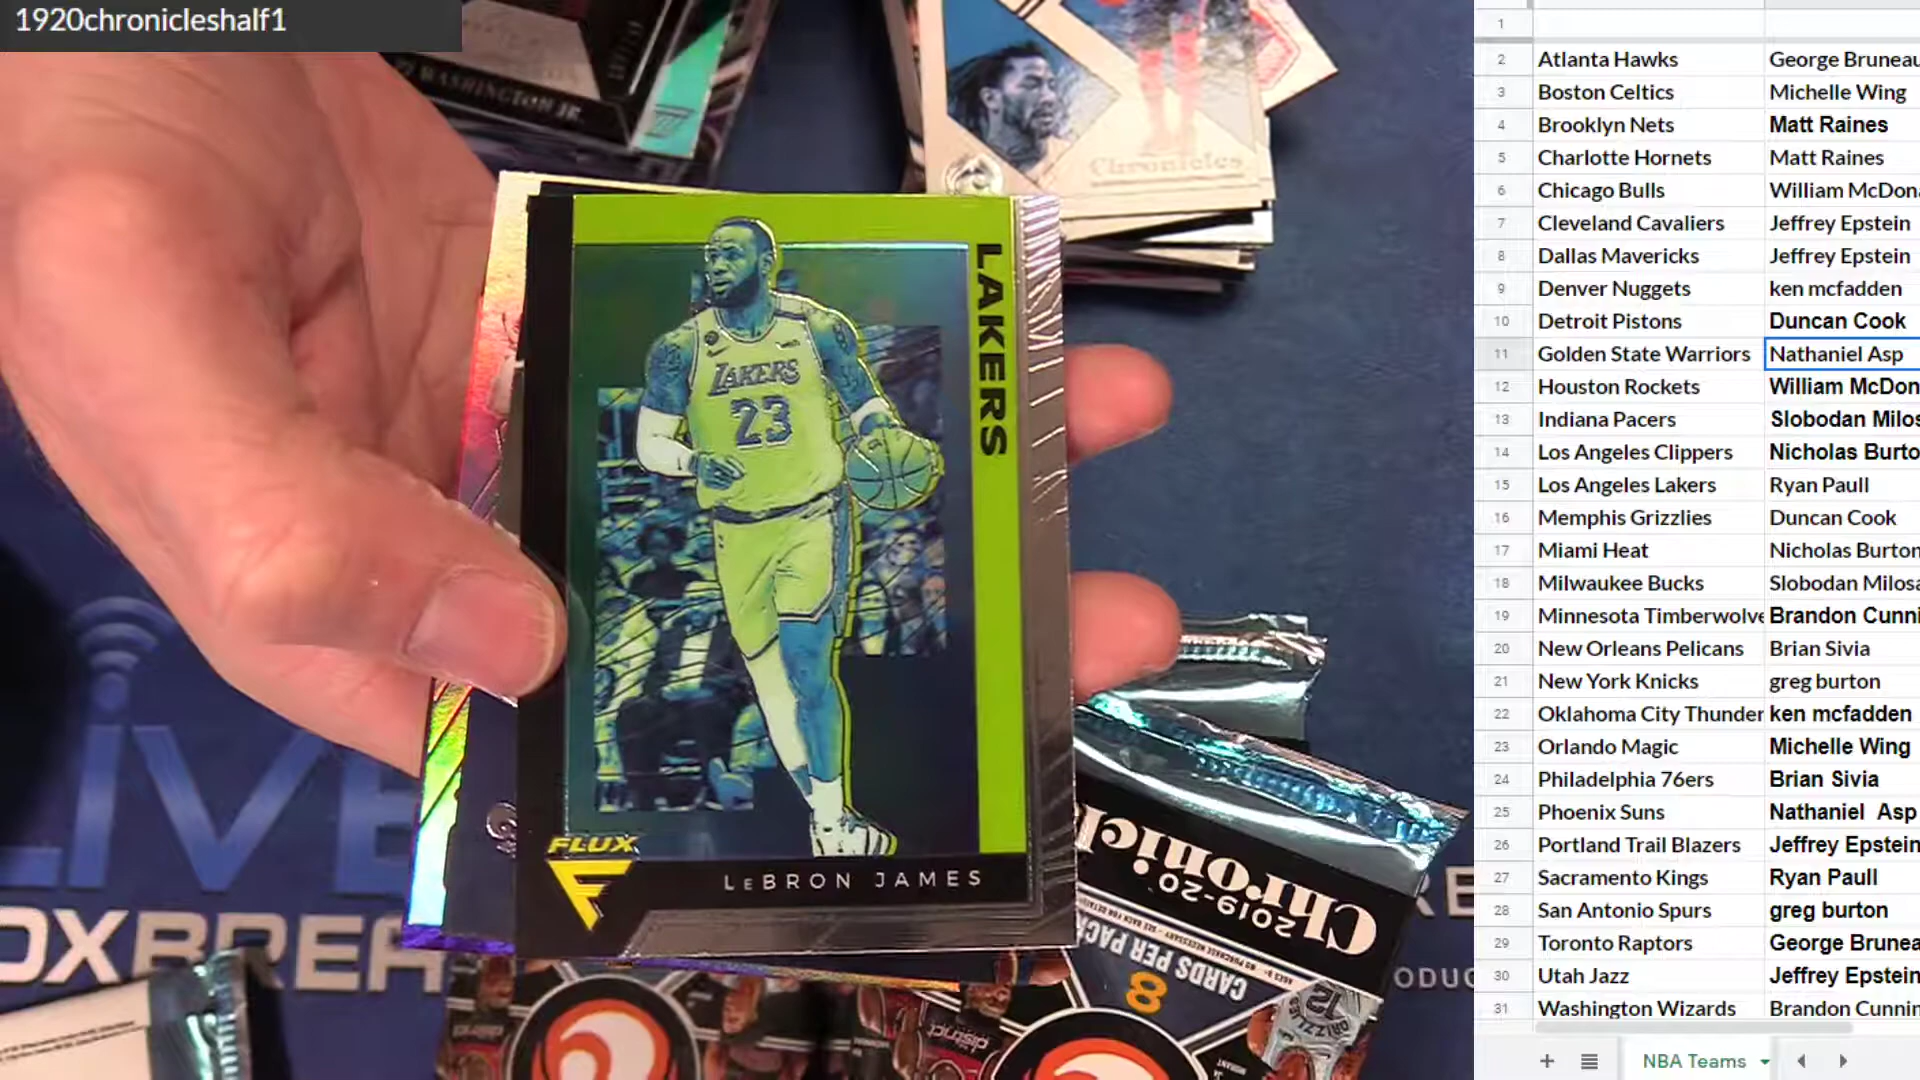 1920chronicleshalf1
WASHINGTON JR.
Chronicles
LAKERS
LAKERS
23
FLUX
LEBRON JAMES
LIVE
OXBREA
2019-20
Chronic
8
CARDS PER PACK
1
2 Atlanta Hawks George Bruneau
3 Boston Celtics Michelle Wing
4 Brooklyn Nets Matt Raines
5 Charlotte Hornets Matt Raines
6 Chicago Bulls William McDona
7 Cleveland Cavaliers Jeffrey Epstein
8 Dallas Mavericks Jeffrey Epstein
9 Denver Nuggets ken mcfadden
10 Detroit Pistons Duncan Cook
11 Golden State Warriors Nathaniel Asp
12 Houston Rockets William McDon
13 Indiana Pacers Slobodan Milos
14 Los Angeles Clippers Nicholas Burto
15 Los Angeles Lakers Ryan Paull
16 Memphis Grizzlies Duncan Cook
17 Miami Heat Nicholas Burton
18 Milwaukee Bucks Slobodan Milosa
19 Minnesota Timberwolve Brandon Cunni
20 New Orleans Pelicans Brian Sivia
21 New York Knicks greg burton
22 Oklahoma City Thunder ken mcfadden
23 Orlando Magic Michelle Wing
24 Philadelphia 76ers Brian Sivia
25 Phoenix Suns Nathaniel Asp
26 Portland Trail Blazers Jeffrey Epstein
27 Sacramento Kings Ryan Paull
28 San Antonio Spurs greg burton
29 Toronto Raptors George Brunea
30 Utah Jazz Jeffrey Epstein
31 Washington Wizards Brandon Cunnin
NBA Teams